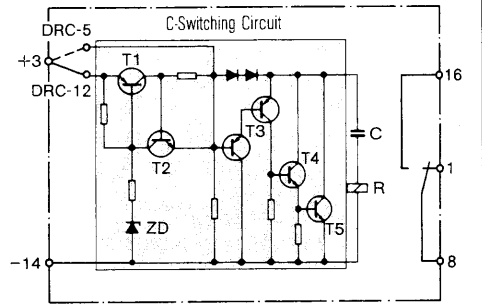 C-Switching Circuit
DRC-5
+3
DRC-12
T1
T2
T3
T4
T5
ZD
C
R
16
1
-14
8